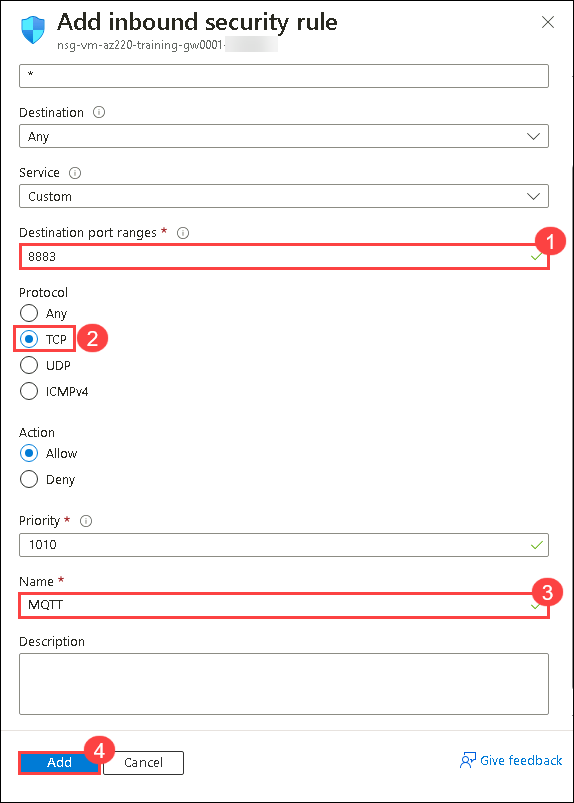 Add inbound security rule
nsg-vm-az220-training-gw0001-
*
Destination
Any
Service
Custom
Destination port ranges *
1
8883
Protocol
Any
TCP
2
UDP
ICMPv4
Action
Allow
Deny
Priority *
1010
Name *
3
MQTT
Description
4
Add
Cancel
Give feedback